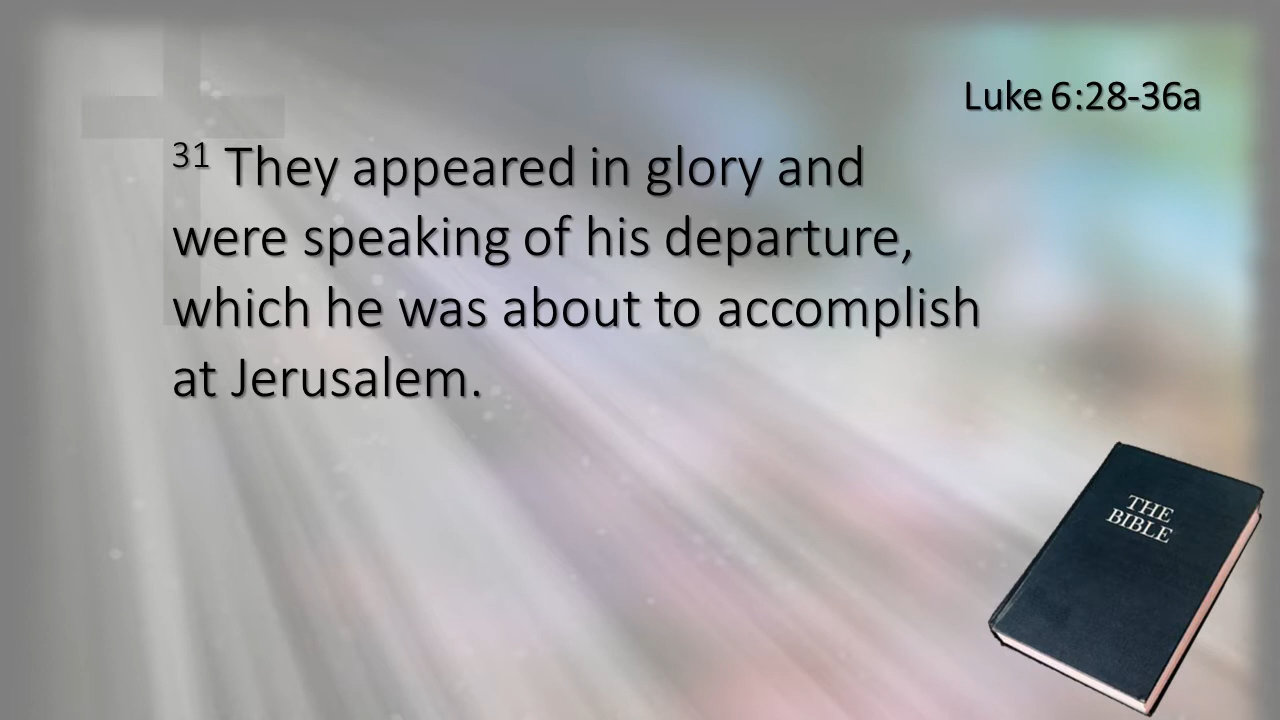 Luke 6:28-36a
31 They appeared in glory and
were speaking of his departure,
which he was about to accomplish
at Jerusalem.
THE
BIBLE